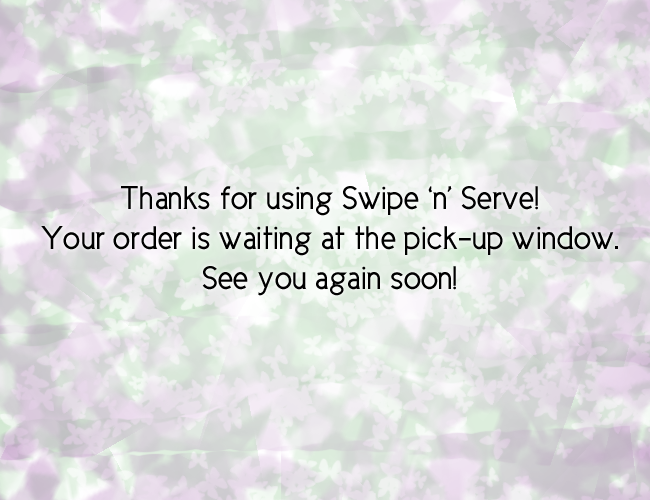 Thanks for using Swipe ‘n’ Serve!
Your order is waiting at the pick-up window.
See you again soon!